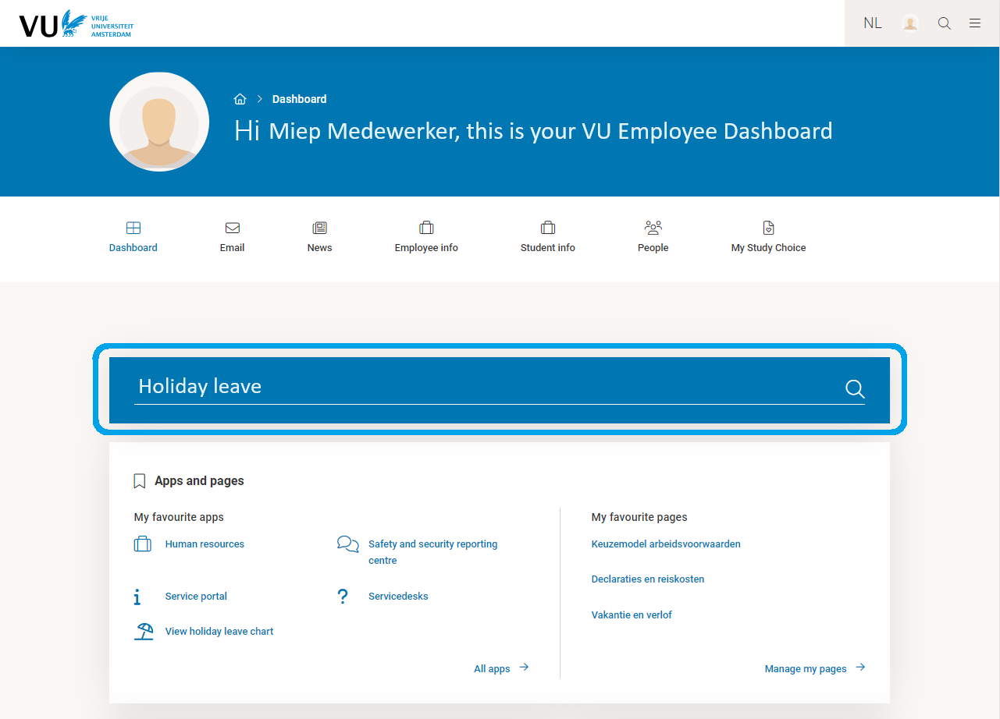 VU VRIJE
UNIVERSITEIT
AMSTERDAM
NL
Dashboard
Hi Miep Medewerker, this is your VU Employee Dashboard
Dashboard
Email
News
Employee info
Student info
People
My Study Choice
Holiday leave
Apps and pages
My favourite apps
Human resources
Safety and security reporting
centre
Service portal
Servicedesks
View holiday leave chart
All apps
My favourite pages
Keuzemodel arbeidsvoorwaarden
Declaraties en reiskosten
Vakantie en verlof
Manage my pages